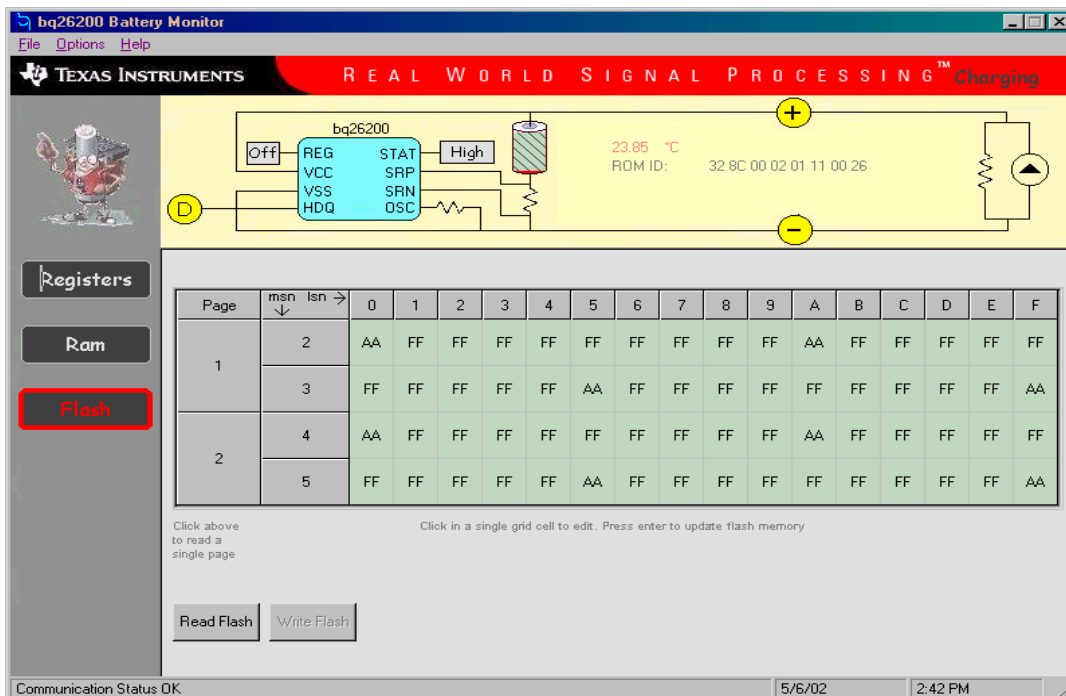 bq26200 Battery Monitor
File Options Help
TEXAS INSTRUMENTS REAL WORLD SIGNAL PROCESSING™ Charging
bq26200
Off REG STAT High
VCC SRP
VSS SRN
HDQ OSC
D
+
−
23.85 °C
ROM ID: 32 8C 00 02 01 11 00 26
Registers
Ram
Flash
Page msn lsn 0 1 2 3 4 5 6 7 8 9 A B C D E F
1
2 AA FF FF FF FF FF FF FF FF FF AA FF FF FF FF FF
3 FF FF FF FF FF AA FF FF FF FF FF FF FF FF FF AA
2
4 AA FF FF FF FF FF FF FF FF FF AA FF FF FF FF FF
5 FF FF FF FF FF AA FF FF FF FF FF FF FF FF FF AA
Click above
to read a
single page
Click in a single grid cell to edit. Press enter to update flash memory
Read Flash Write Flash
Communication Status OK 5/6/02 2:42 PM